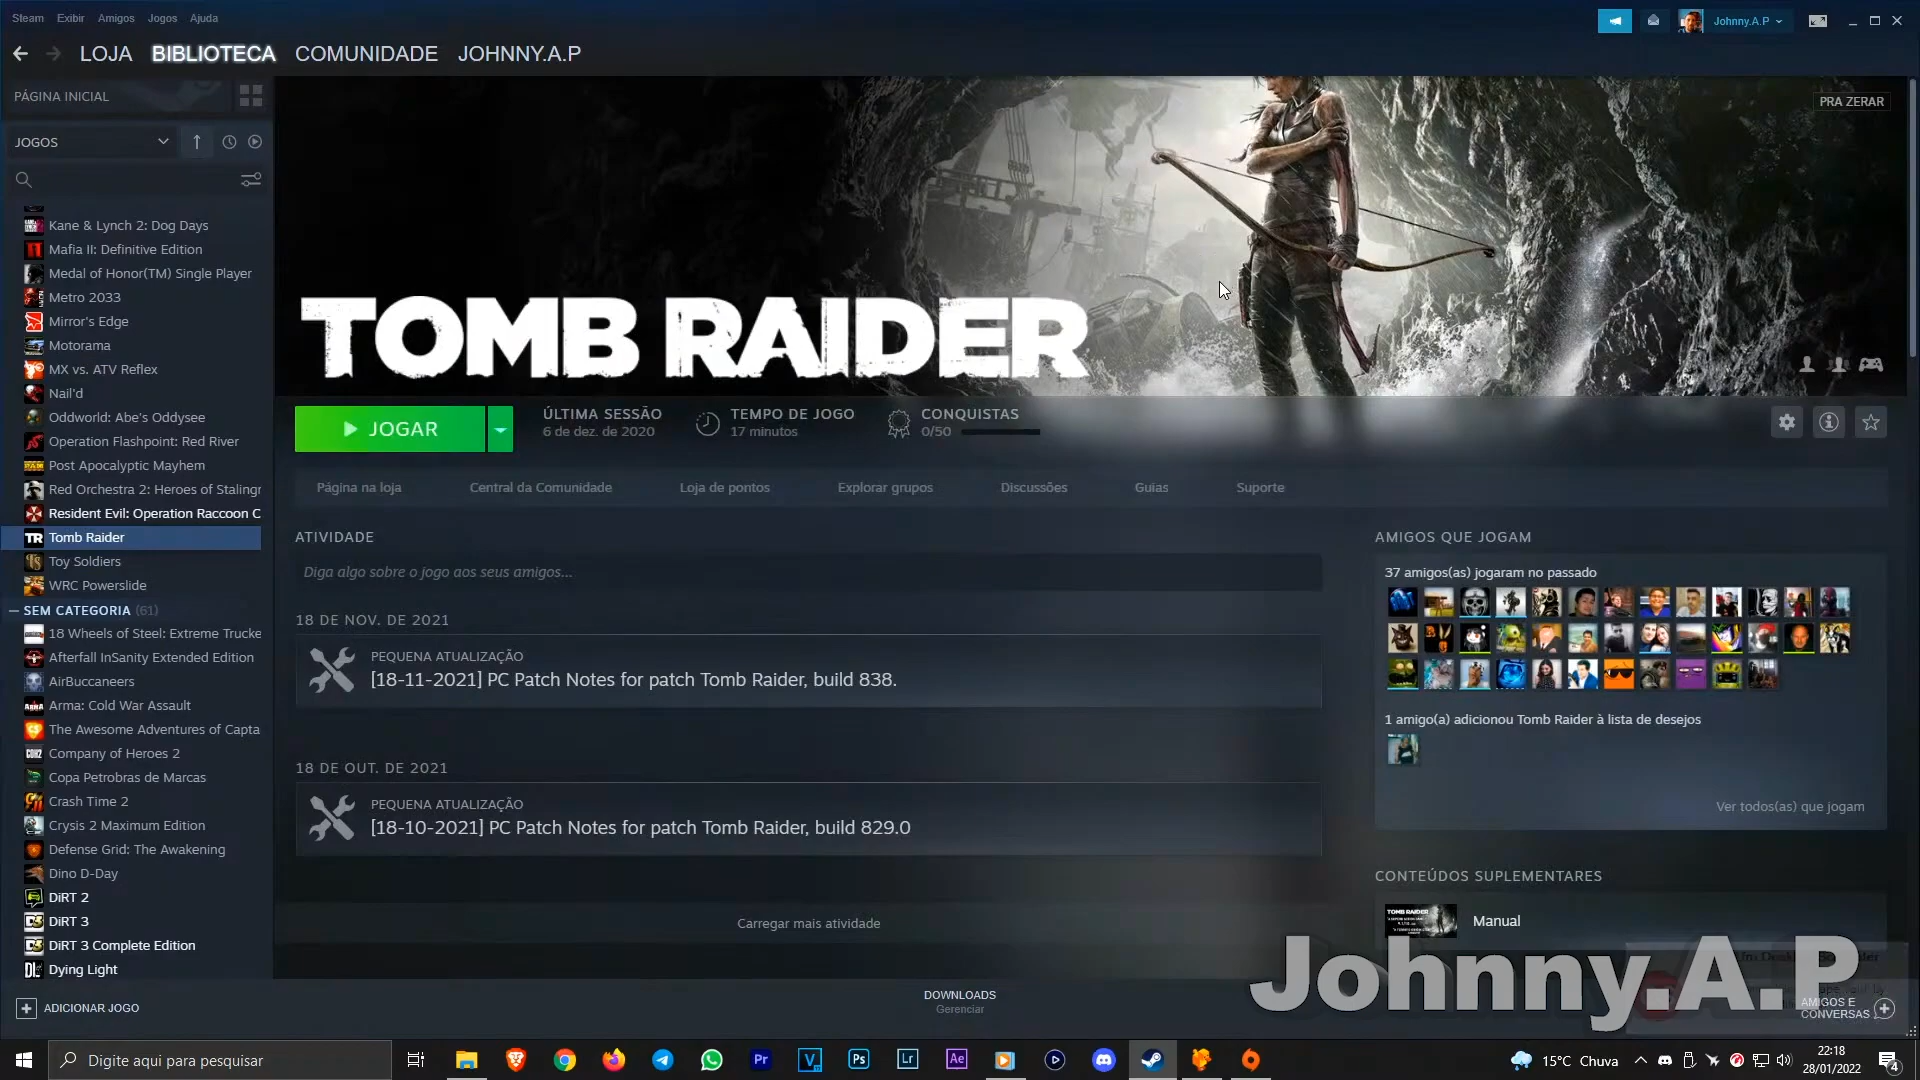 Steam Exibir Amigos Jogos Ajuda
Johnny.A.P
LOJA BIBLIOTECA COMUNIDADE JOHNNY.A.P
PÁGINA INICIAL
PRA ZERAR
JOGOS
Kane & Lynch 2: Dog Days
Mafia II: Definitive Edition
Medal of Honor(TM) Single Player
Metro 2033
Mirror's Edge
Motorama
MX vs. ATV Reflex
Nail'd
Oddworld: Abe's Oddysee
Operation Flashpoint: Red River
Post Apocalyptic Mayhem
Red Orchestra 2: Heroes of Stalingr
Resident Evil: Operation Raccoon C
Tomb Raider
Toy Soldiers
WRC Powerslide
SEM CATEGORIA (61)
18 Wheels of Steel: Extreme Trucke
Afterfall InSanity Extended Edition
AirBuccaneers
Arma: Cold War Assault
The Awesome Adventures of Capta
Company of Heroes 2
Copa Petrobras de Marcas
Crash Time 2
Crysis 2 Maximum Edition
Defense Grid: The Awakening
Dino D-Day
DiRT 2
DiRT 3
DiRT 3 Complete Edition
Dying Light
ADICIONAR JOGO
TOMB RAIDER
JOGAR
ÚLTIMA SESSÃO
6 de dez. de 2020
TEMPO DE JOGO
17 minutos
CONQUISTAS
0/50
Página na loja Central da Comunidade Loja de pontos Explorar grupos Discussões Guias Suporte
ATIVIDADE
Diga algo sobre o jogo aos seus amigos...
18 DE NOV. DE 2021
PEQUENA ATUALIZAÇÃO
[18-11-2021] PC Patch Notes for patch Tomb Raider, build 838.
18 DE OUT. DE 2021
PEQUENA ATUALIZAÇÃO
[18-10-2021] PC Patch Notes for patch Tomb Raider, build 829.0
Carregar mais atividade
AMIGOS QUE JOGAM
37 amigos(as) jogaram no passado
1 amigo(a) adicionou Tomb Raider à lista de desejos
Ver todos(as) que jogam
CONTEÚDOS SUPLEMENTARES
TOMB RAIDER
Manual
Johnny.A.P
DOWNLOADS
Gerenciar
AMIGOS E
CONVERSAS
Digite aqui para pesquisar
Pr
V
Ps
Lr
Ae
15°C Chuva
22:18
28/01/2022
4